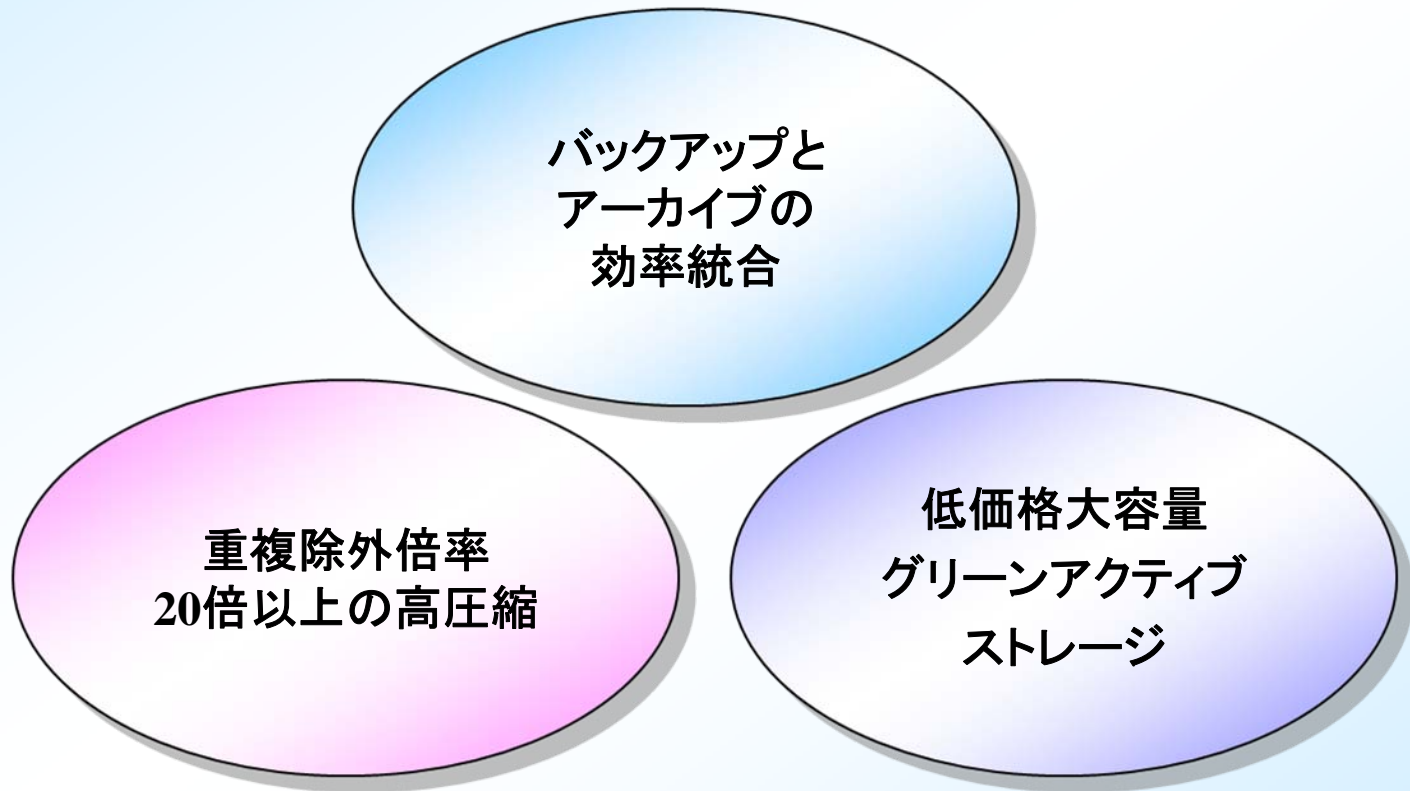 バックアップと
アーカイブの
効率統合
重複除外倍率
20倍以上の高圧縮
低価格大容量
グリーンアクティブ
ストレージ